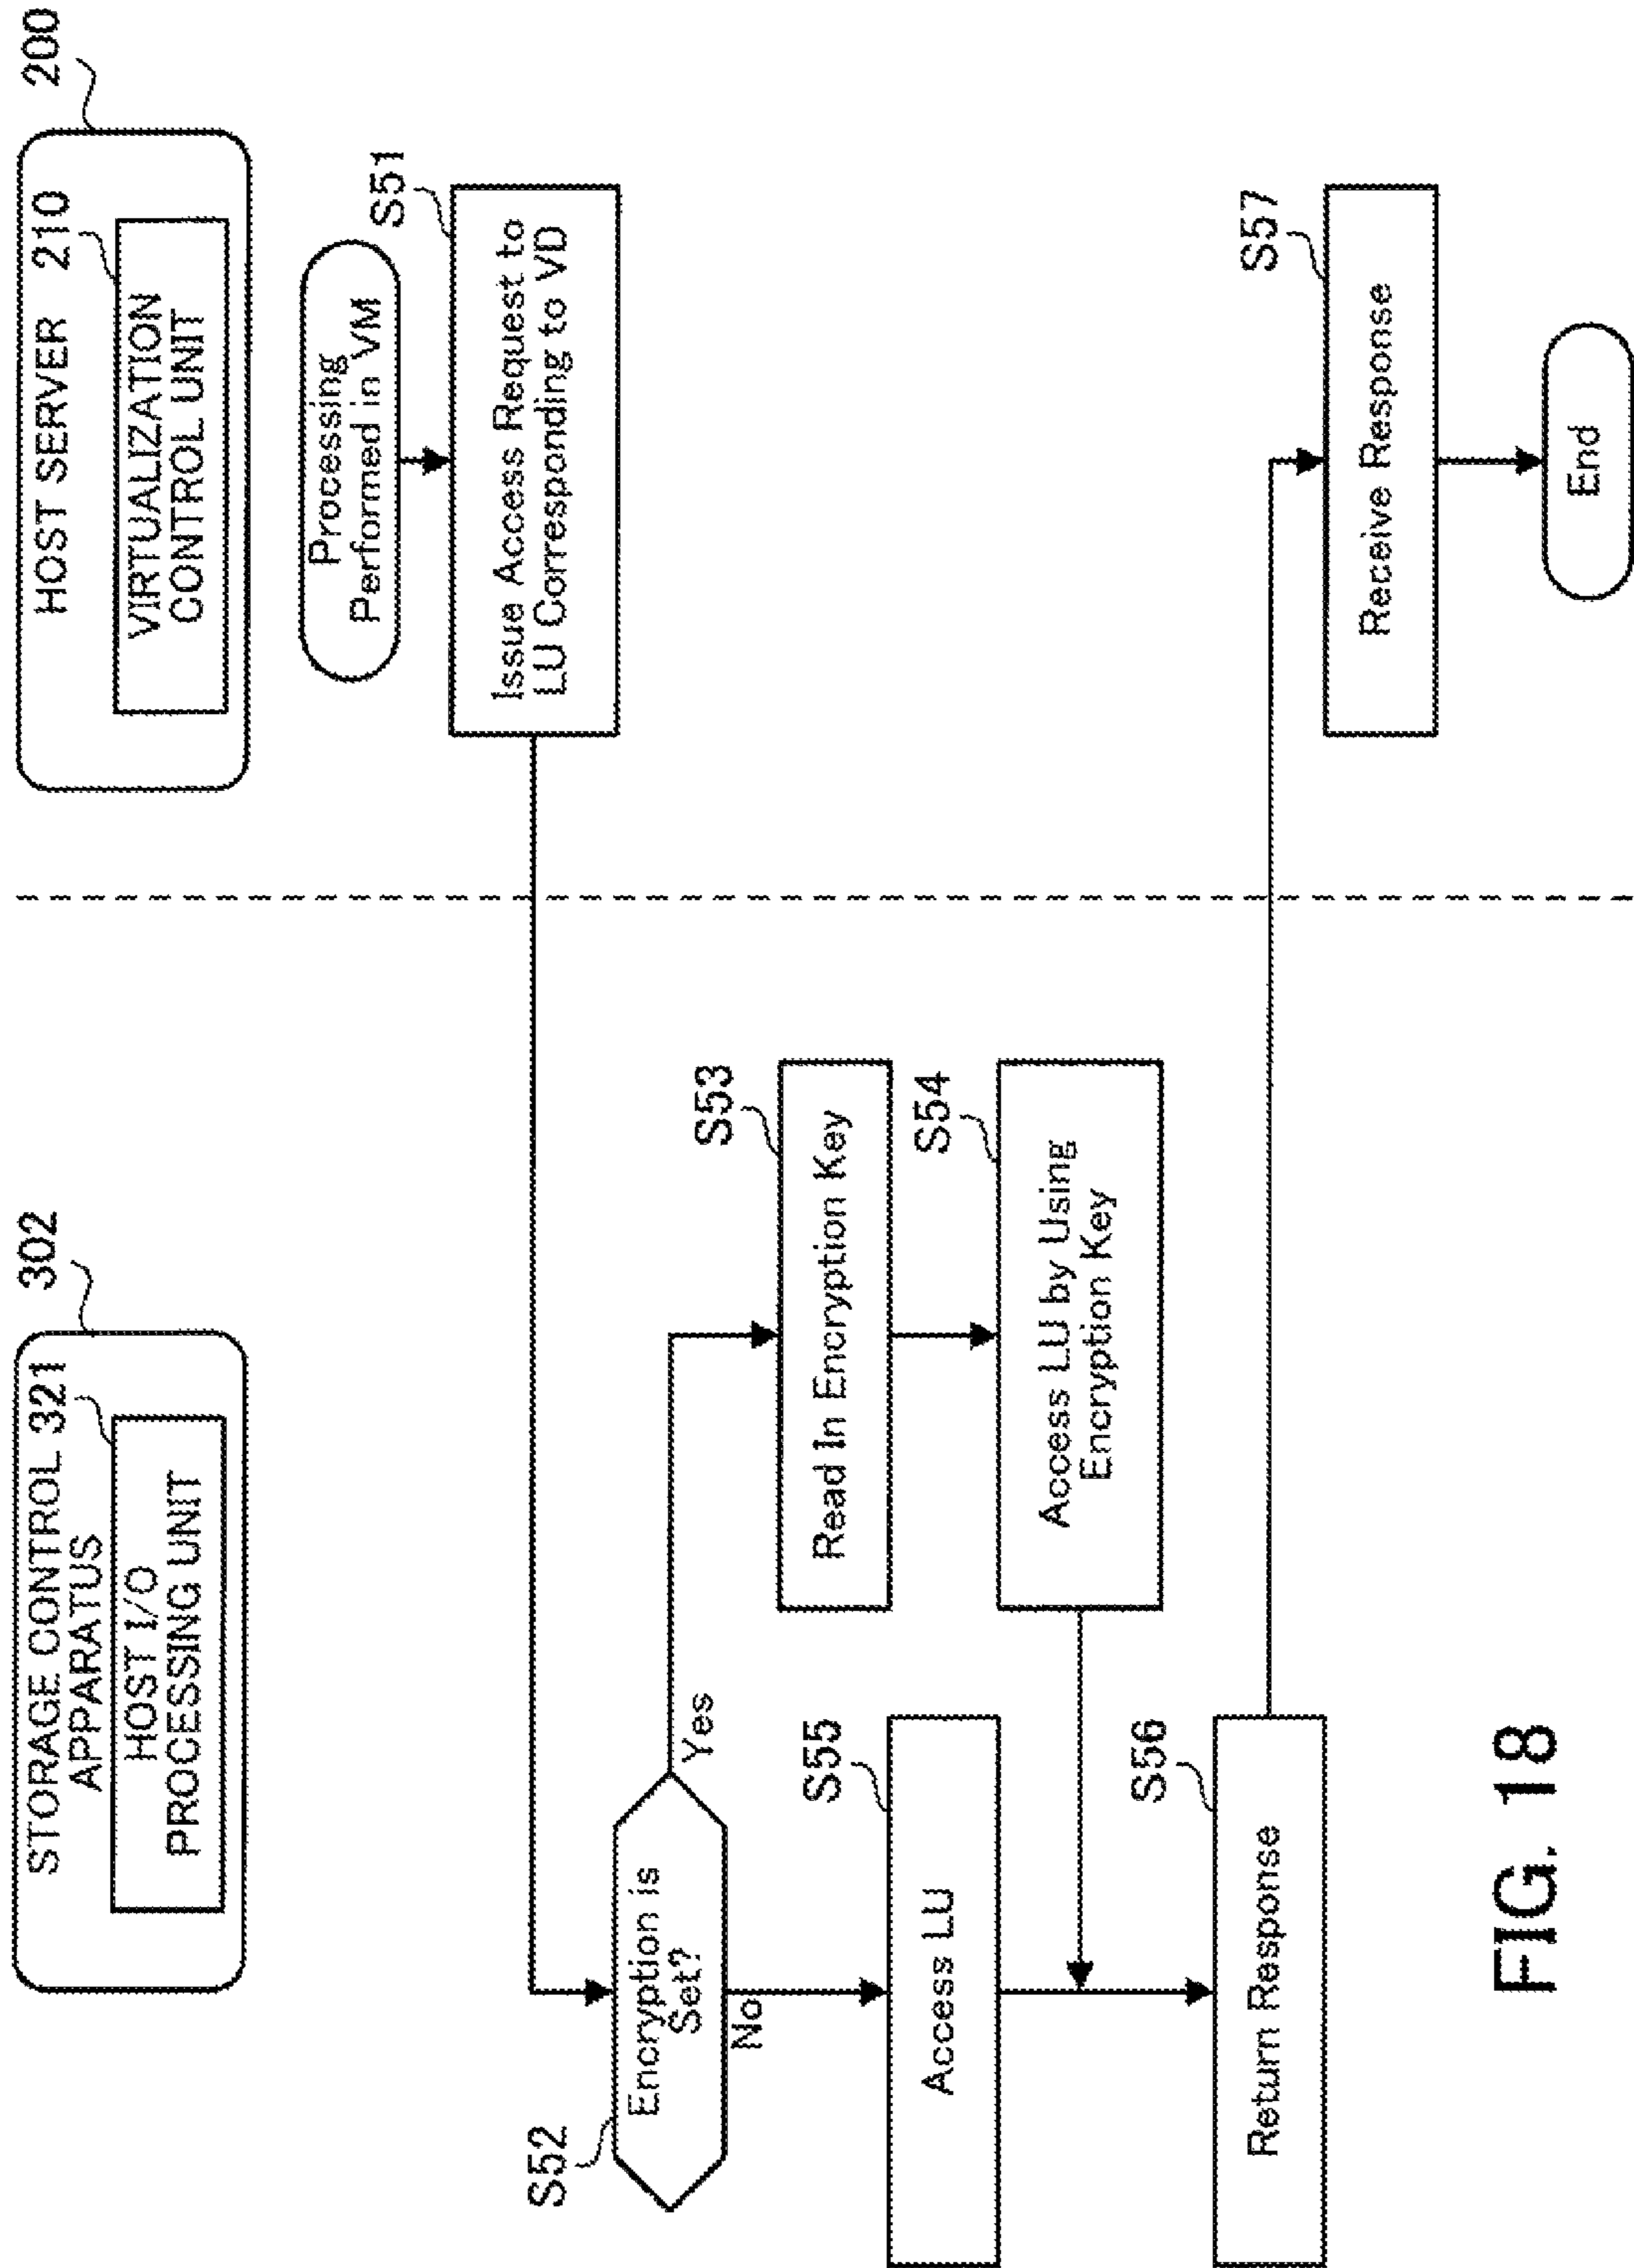 STORAGE CONTROL
APPARATUS
302
321
HOST I/O
PROCESSING UNIT
HOST SERVER
200
210
VIRTUALIZATION
CONTROL UNIT
Processing
Performed in VM
S51
Issue Access Request to
LU Corresponding to VD
S52
Encryption is
Set?
Yes
No
S53
Read In Encryption Key
S54
Access LU by Using
Encryption Key
S55
Access LU
S56
Return Response
S57
Receive Response
End
FIG. 18